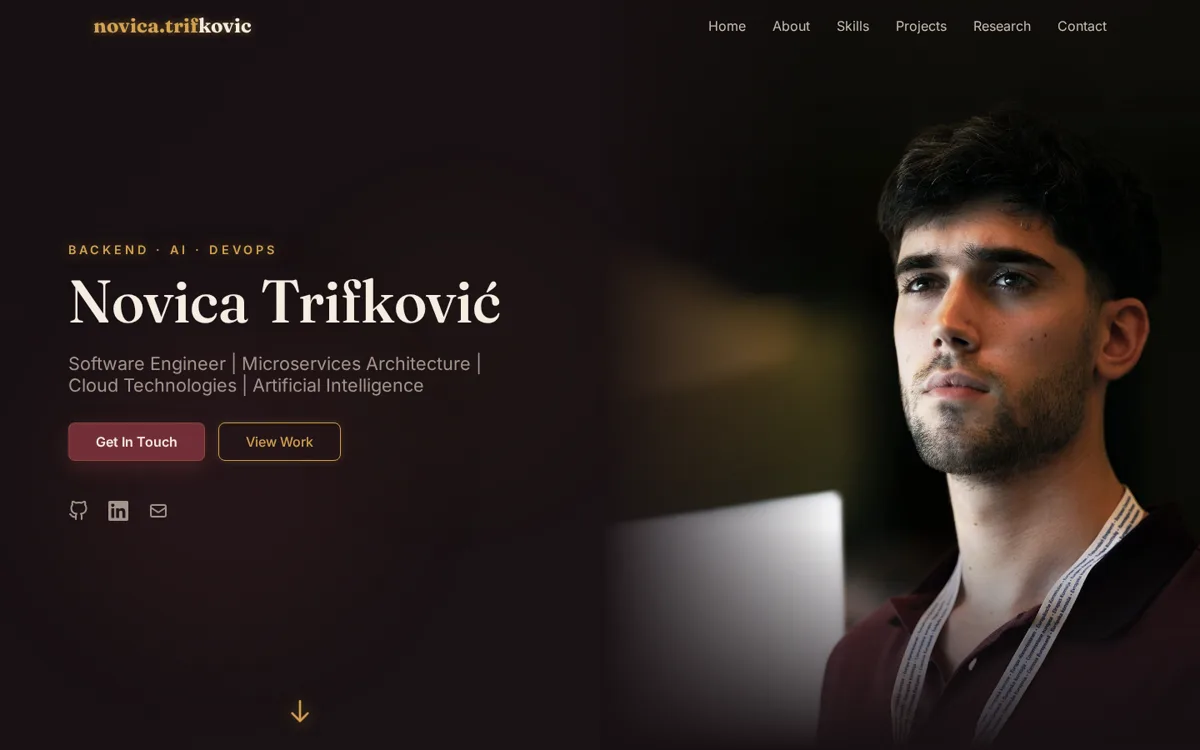 novica.trifkovic
Home
About
Skills
Projects
Research
Contact
BACKEND · AI · DEVOPS
Novica Trifković
Software Engineer | Microservices Architecture |
Cloud Technologies | Artificial Intelligence
Get In Touch
View Work
in